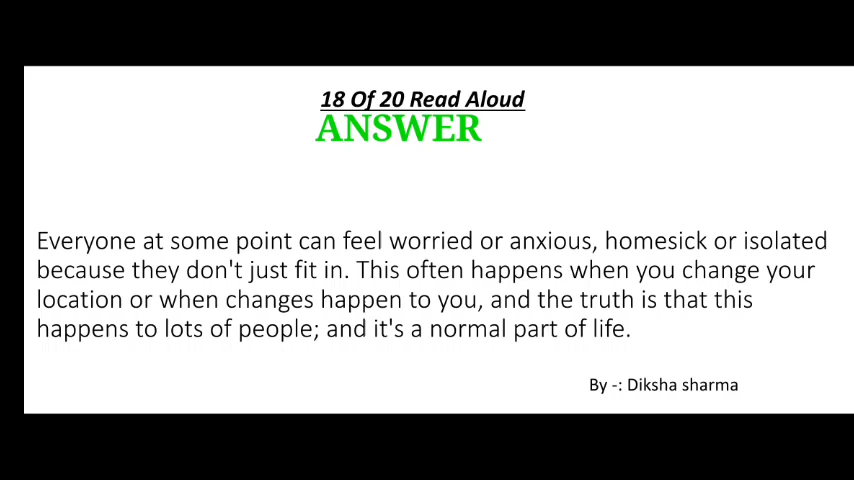 18 Of 20 Read Aloud
ANSWER
Everyone at some point can feel worried or anxious, homesick or isolated
because they don't just fit in. This often happens when you change your
location or when changes happen to you, and the truth is that this
happens to lots of people; and it's a normal part of life.
By -: Diksha sharma